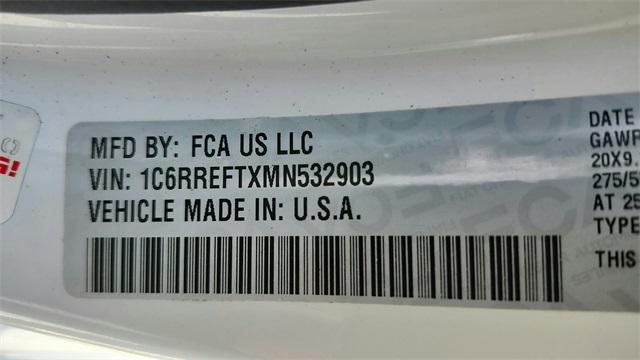 MFD BY: FCA US LLC
VIN: 1C6RREFTXMN532903
VEHICLE MADE IN: U.S.A.
DATE
GAWR
20X9
275/5
AT 25
TYPE
THIS